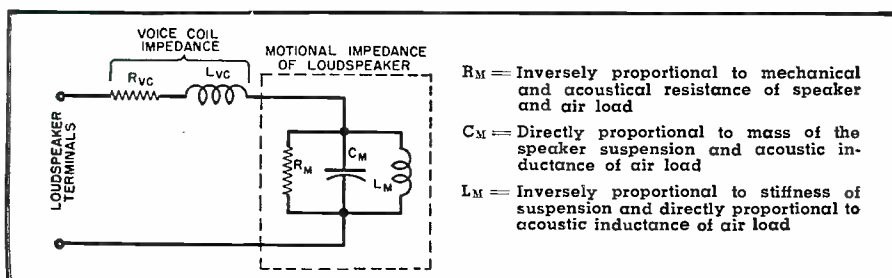 VOICE COIL
IMPEDANCE
MOTIONAL IMPEDANCE
OF LOUDSPEAKER
RVC
LVC
LOUDSPEAKER
TERMINALS
RM
CM
LM
RM = Inversely proportional to mechanical
and acoustical resistance of speaker
and air load
CM = Directly proportional to mass of the
speaker suspension and acoustic in-
ductance of air load
LM = Inversely proportional to stiffness of
suspension and directly proportional to
acoustic inductance of air load